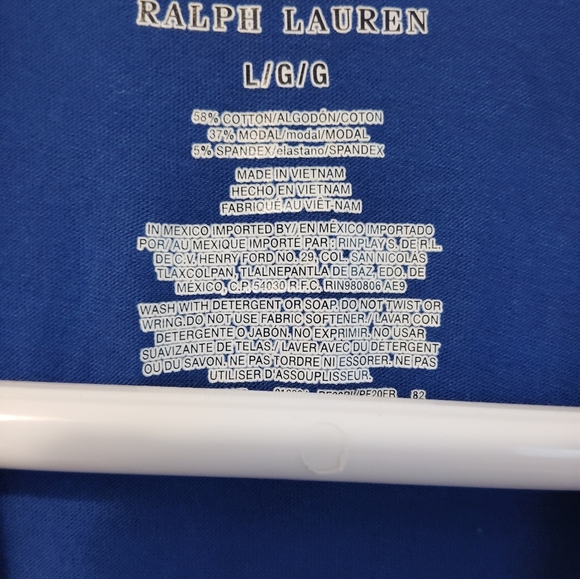 RALPH LAUREN
L/G/G
58% COTTON/ALGODÓN/COTON
37% MODAL/modal/MODAL
5% SPANDEX/elastano/SPANDEX
MADE IN VIETNAM
HECHO EN VIETNAM
FABRIQUÉ AU VIÊT-NAM
IN MEXICO IMPORTED BY/ EN MÉXICO IMPORTADO
POR/ AU MEXIQUE IMPORTÉ PAR : RINPLAY S. DE R.L.
DE C.V. HENRY FORD NO. 29, COL. SAN NICOLÁS
TLAXCOLPAN, TLALNEPANTLA DE BAZ, EDO. DE
MÉXICO, C.P. 54030 R.F.C. RIN980806 AE9
WASH WITH DETERGENT OR SOAP. DO NOT TWIST OR
WRING.DO NOT USE FABRIC SOFTENER / LAVAR CON
DETERGENTE O JABÓN. NO EXPRIMIR. NO USAR
SUAVIZANTE DE TELAS / LAVER AVEC DU DÉTERGENT
OU DU SAVON. NE PAS TORDRE NI ESSORER. NE PAS
UTILISER D'ASSOUPLISSEUR.
82